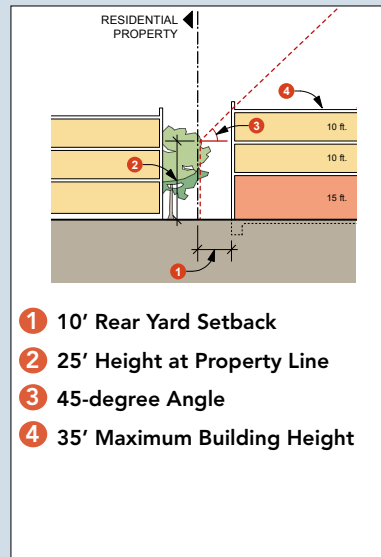 RESIDENTIAL
PROPERTY
4
3
10 ft.
2
10 ft.
15 ft.
1
1 10’ Rear Yard Setback
2 25’ Height at Property Line
3 45-degree Angle
4 35’ Maximum Building Height